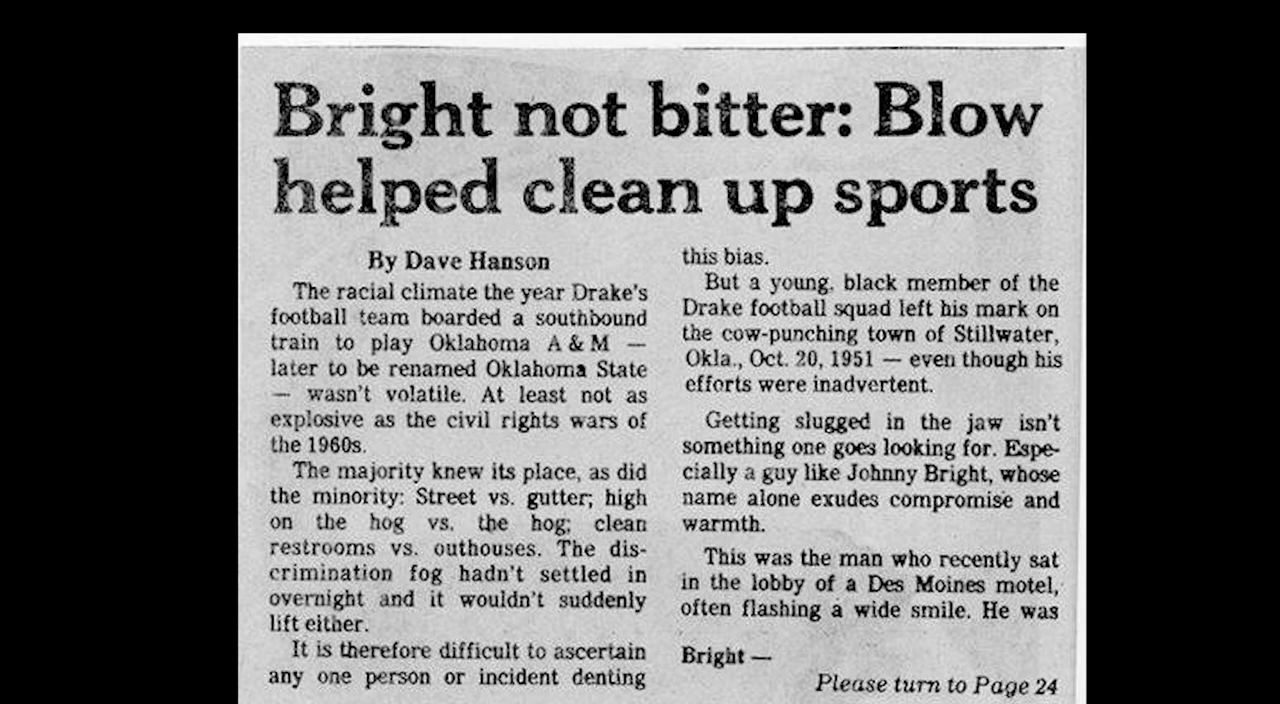 Bright not bitter: Blow
helped clean up sports
By Dave Hanson
The racial climate the year Drake's
football team boarded a southbound
train to play Oklahoma A & M —
later to be renamed Oklahoma State
— wasn't volatile. At least not as
explosive as the civil rights wars of
the 1960s.
The majority knew its place, as did
the minority: Street vs. gutter; high
on the hog vs. the hog; clean
restrooms vs. outhouses. The dis-
crimination fog hadn't settled in
overnight and it wouldn't suddenly
lift either.
It is therefore difficult to ascertain
any one person or incident denting
this bias.
But a young, black member of the
Drake football squad left his mark on
the cow-punching town of Stillwater,
Okla., Oct. 20, 1951 — even though his
efforts were inadvertent.
Getting slugged in the jaw isn't
something one goes looking for. Espe-
cially a guy like Johnny Bright, whose
name alone exudes compromise and
warmth.
This was the man who recently sat
in the lobby of a Des Moines motel,
often flashing a wide smile. He was
Bright —
Please turn to Page 24